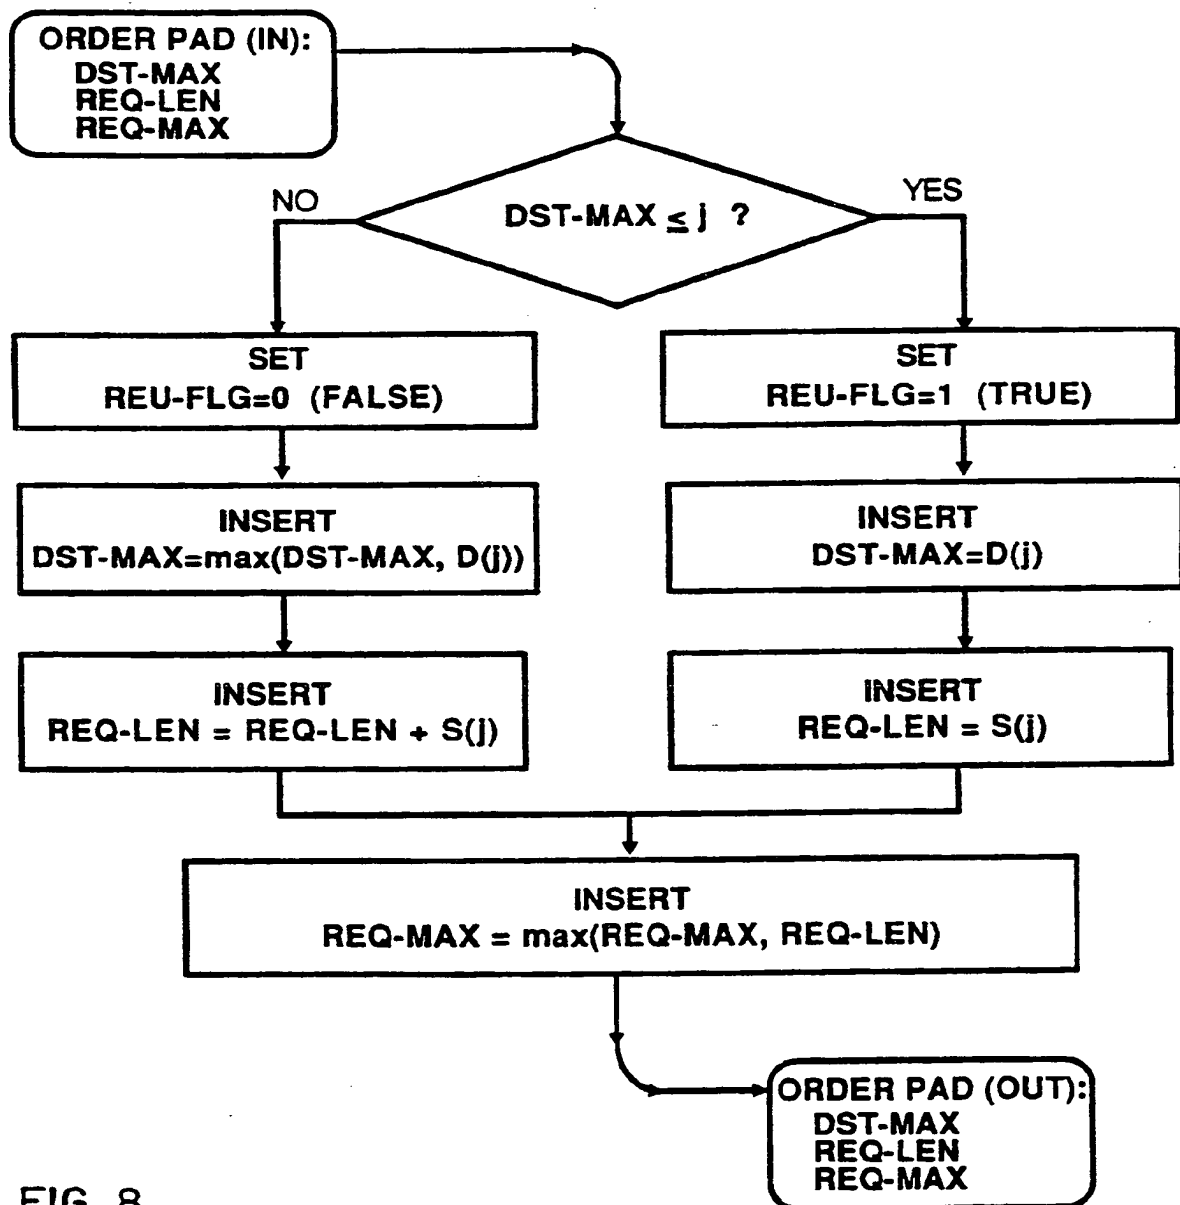 ORDER PAD (IN):
DST-MAX
REQ-LEN
REQ-MAX
DST-MAX ≤ j ?
NO
YES
SET
REU-FLG=0 (FALSE)
SET
REU-FLG=1 (TRUE)
INSERT
DST-MAX=max(DST-MAX, D(j))
INSERT
DST-MAX=D(j)
INSERT
REQ-LEN = REQ-LEN + S(j)
INSERT
REQ-LEN = S(j)
INSERT
REQ-MAX = max(REQ-MAX, REQ-LEN)
ORDER PAD (OUT):
DST-MAX
REQ-LEN
REQ-MAX
FIG. 8